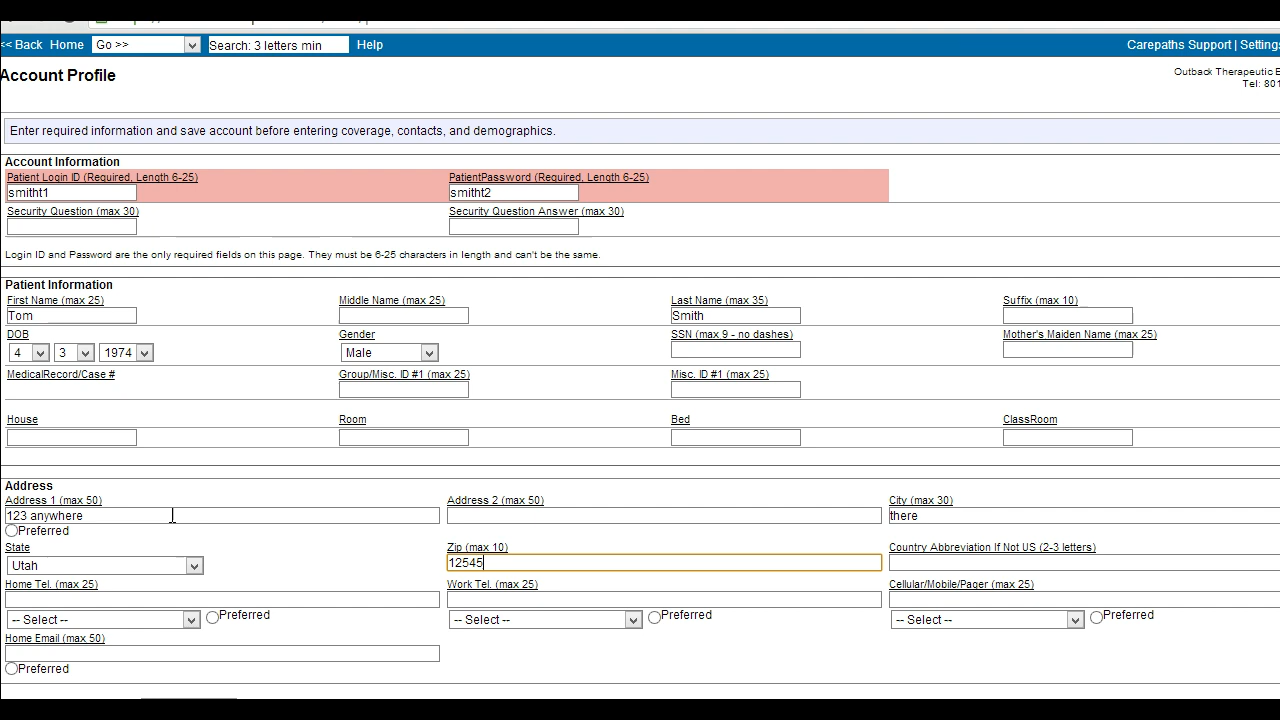 << Back Home Go >> Search: 3 letters min Help Carepaths Support | Settings
Account Profile
Outback Therapeutic E
Tel: 801
Enter required information and save account before entering coverage, contacts, and demographics.
Account Information
Patient Login ID (Required, Length 6-25) PatientPassword (Required, Length 6-25)
smitht1 smitht2
Security Question (max 30) Security Question Answer (max 30)
Login ID and Password are the only required fields on this page. They must be 6-25 characters in length and can't be the same.
Patient Information
First Name (max 25) Middle Name (max 25) Last Name (max 35) Suffix (max 10)
Tom Smith
DOB Gender SSN (max 9 - no dashes) Mother's Maiden Name (max 25)
4 3 1974 Male
MedicalRecord/Case # Group/Misc. ID #1 (max 25) Misc. ID #1 (max 25)
House Room Bed ClassRoom
Address
Address 1 (max 50) Address 2 (max 50) City (max 30)
123 anywhere there
Preferred
State Zip (max 10) Country Abbreviation If Not US (2-3 letters)
Utah 12545
Home Tel. (max 25) Work Tel. (max 25) Cellular/Mobile/Pager (max 25)
-- Select -- Preferred -- Select -- Preferred -- Select -- Preferred
Home Email (max 50)
Preferred